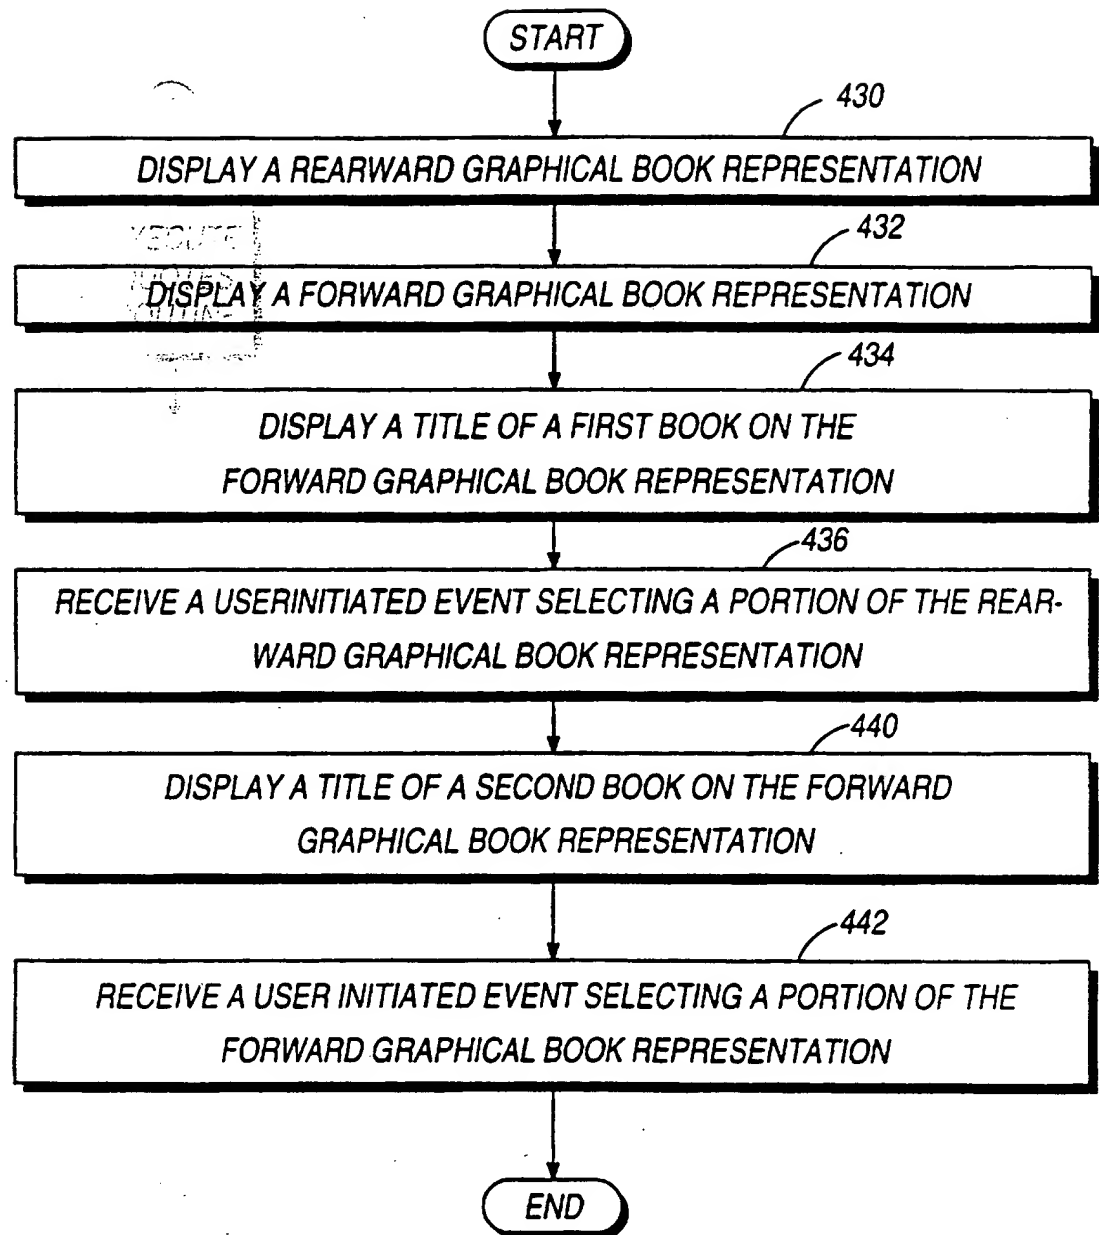 START
430
DISPLAY A REARWARD GRAPHICAL BOOK REPRESENTATION
432
DISPLAY A FORWARD GRAPHICAL BOOK REPRESENTATION
434
DISPLAY A TITLE OF A FIRST BOOK ON THE
FORWARD GRAPHICAL BOOK REPRESENTATION
436
RECEIVE A USERINITIATED EVENT SELECTING A PORTION OF THE REAR-
WARD GRAPHICAL BOOK REPRESENTATION
440
DISPLAY A TITLE OF A SECOND BOOK ON THE FORWARD
GRAPHICAL BOOK REPRESENTATION
442
RECEIVE A USER INITIATED EVENT SELECTING A PORTION OF THE
FORWARD GRAPHICAL BOOK REPRESENTATION
END